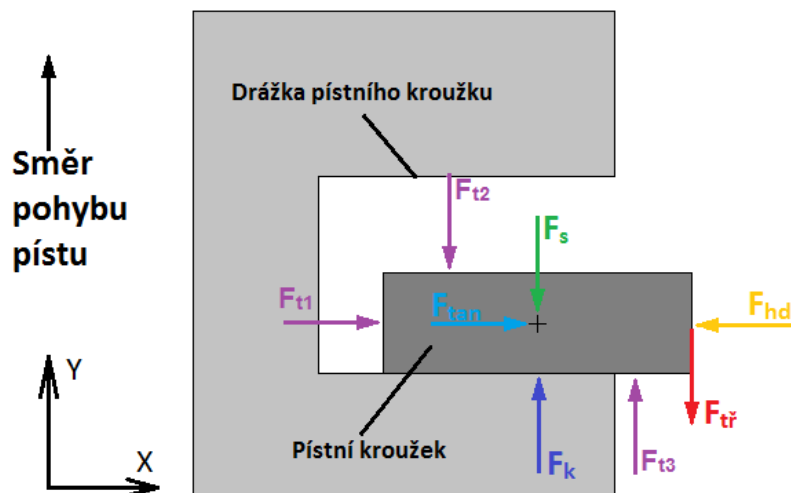 Drážka pístního kroužku
Směr
pohybu
pístu
Ft2
Fs
Ft1
Ftan
Fhd
Y
Ftř
Pístní kroužek
Fk
Ft3
X